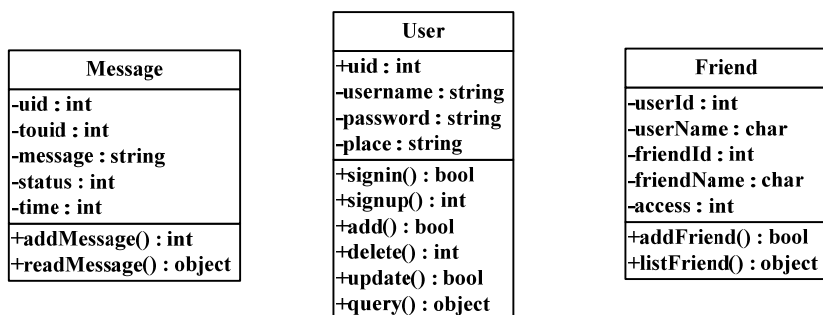 Message
-uid : int
-touid : int
-message : string
-status : int
-time : int
+addMessage() : int
+readMessage() : object
User
+uid : int
-username : string
-password : string
-place : string
+signin() : bool
+signup() : int
+add() : bool
+delete() : int
+update() : bool
+query() : object
Friend
-userId : int
-userName : char
-friendId : int
-friendName : char
-access : int
+addFriend() : bool
+listFriend() : object